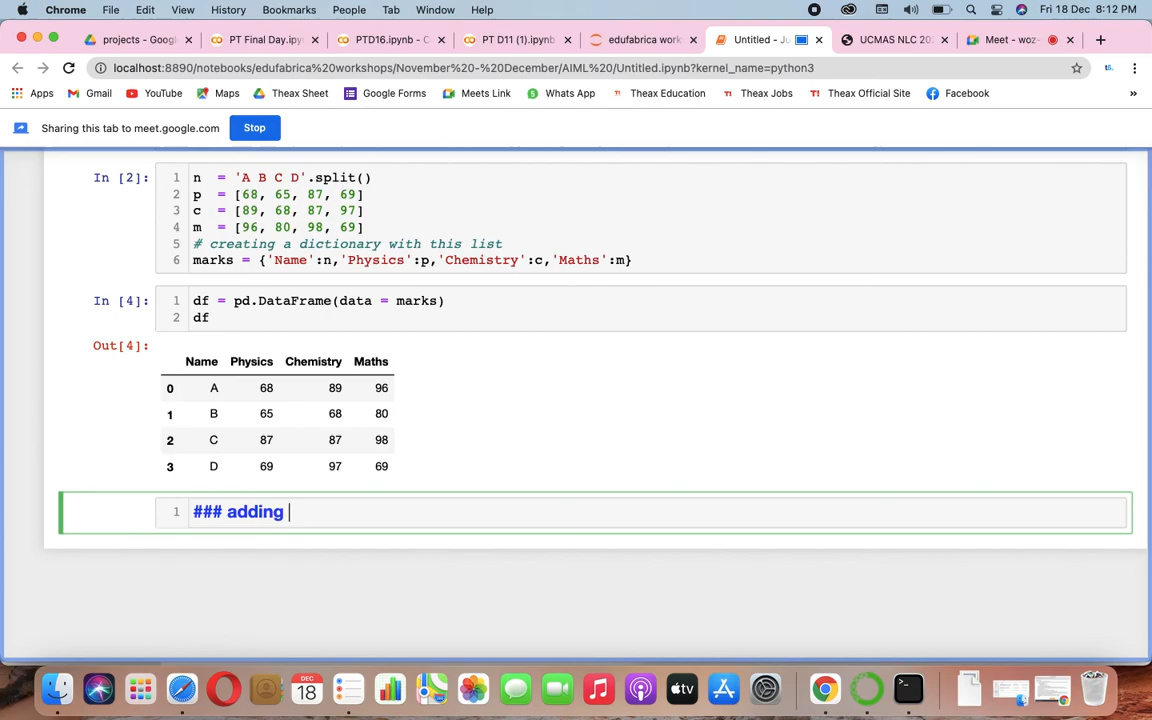 Chrome File Edit View History Bookmarks People Tab Window Help Fri 18 Dec 8:12 PM
projects - Googl PT Final Day.ipy PTD16.ipynb - C PT D11 (1).ipynb edufabrica work Untitled - Ju UCMAS NLC 20 Meet - woz-
localhost:8890/notebooks/edufabrica%20workshops/November%20-%20December/AIML%20/Untitled.ipynb?kernel_name=python3
Apps Gmail YouTube Maps Theax Sheet Google Forms Meets Link Whats App Theax Education Theax Jobs Theax Official Site Facebook »
Sharing this tab to meet.google.com Stop
In [2]: 1 n = 'A B C D'.split()
2 p = [68, 65, 87, 69]
3 c = [89, 68, 87, 97]
4 m = [96, 80, 98, 69]
5 # creating a dictionary with this list
6 marks = {'Name':n,'Physics':p,'Chemistry':c,'Maths':m}
In [4]: 1 df = pd.DataFrame(data = marks)
2 df
Out[4]:
Name Physics Chemistry Maths
0 A 68 89 96
1 B 65 68 80
2 C 87 87 98
3 D 69 97 69
1 ### adding
DEC
18
tv